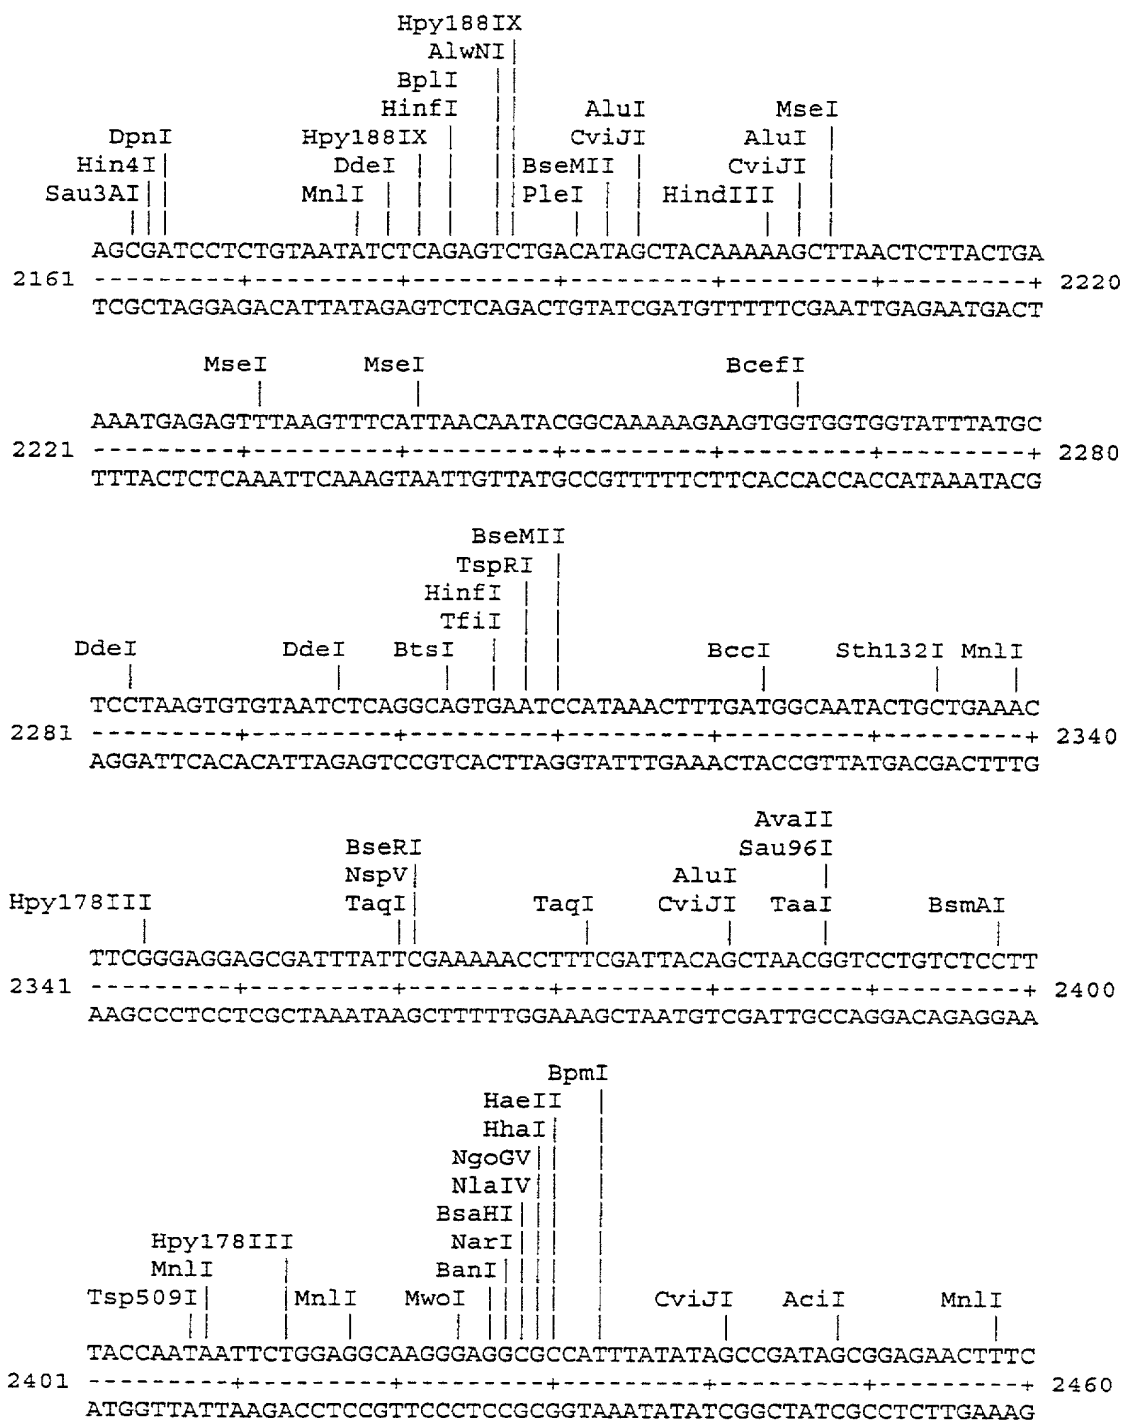 Hpy188IX
AlwNI
BplI
HinfI AluI MseI
DpnI Hpy188IX CviJI AluI
Hin4I DdeI BseMII CviJI
Sau3AI MnlI PleI HindIII
AGCGATCCTCTGTAATATCTCAGAGTCTGACATAGCTACAAAAAGCTTAACTCTTACTGA
2161 ---------+---------+---------+---------+---------+---------+ 2220
TCGCTAGGAGACATTATAGAGTCTCAGACTGTATCGATGTTTTTCGAATTGAGAATGACT
MseI MseI BcefI
AAATGAGAGTTTAAGTTTCATTAACAATACGGCAAAAAGAAGTGGTGGTGGTATTTATGC
2221 ---------+---------+---------+---------+---------+---------+ 2280
TTTACTCTCAAATTCAAAGTAATTGTTATGCCGTTTTTCTTCACCACCACCATAAATACG
BseMII
TspRI
HinfI
TfiI
DdeI DdeI BtsI BccI Sth132I MnlI
TCCTAAGTGTGTAATCTCAGGCAGTGAATCCATAAACTTTGATGGCAATACTGCTGAAAC
2281 ---------+---------+---------+---------+---------+---------+ 2340
AGGATTCACACATTAGAGTCCGTCACTTAGGTATTTGAAACTACCGTTATGACGACTTTG
AvaII
BseRI Sau96I
NspV AluI
Hpy178III TaqI TaqI CviJI TaaI BsmAI
TTCGGGAGGAGCGATTTATTCGAAAAACCTTTCGATTACAGCTAACGGTCCTGTCTCCTT
2341 ---------+---------+---------+---------+---------+---------+ 2400
AAGCCCTCCTCGCTAAATAAGCTTTTTGGAAAGCTAATGTCGATTGCCAGGACAGAGGAA
BpmI
HaeII
HhaI
NgoGV
NlaIV
BsaHI
Hpy178III NarI
MnlI BanI
Tsp509I MnlI MwoI CviJI AciI MnlI
TACCAATAATTCTGGAGGCAAGGGAGGCGCCATTTATATAGCCGATAGCGGAGAACTTTC
2401 ---------+---------+---------+---------+---------+---------+ 2460
ATGGTTATTAAGACCTCCGTTCCCTCCGCGGTAAATATATCGGCTATCGCCTCTTGAAAG